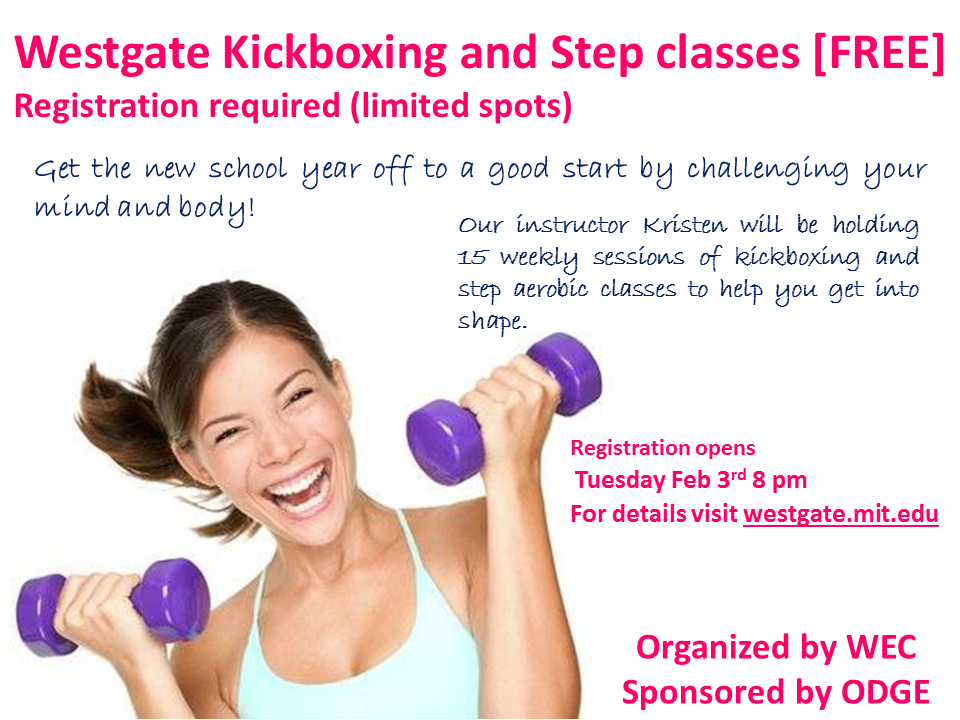 Westgate Kickboxing and Step classes [FREE]
Registration required (limited spots)
Get the new school year off to a good start by challenging your
mind and body!
Our instructor Kristen will be holding
15 weekly sessions of kickboxing and
step aerobic classes to help you get into
shape.
Registration opens
Tuesday Feb 3rd 8 pm
For details visit westgate.mit.edu
Organized by WEC
Sponsored by ODGE